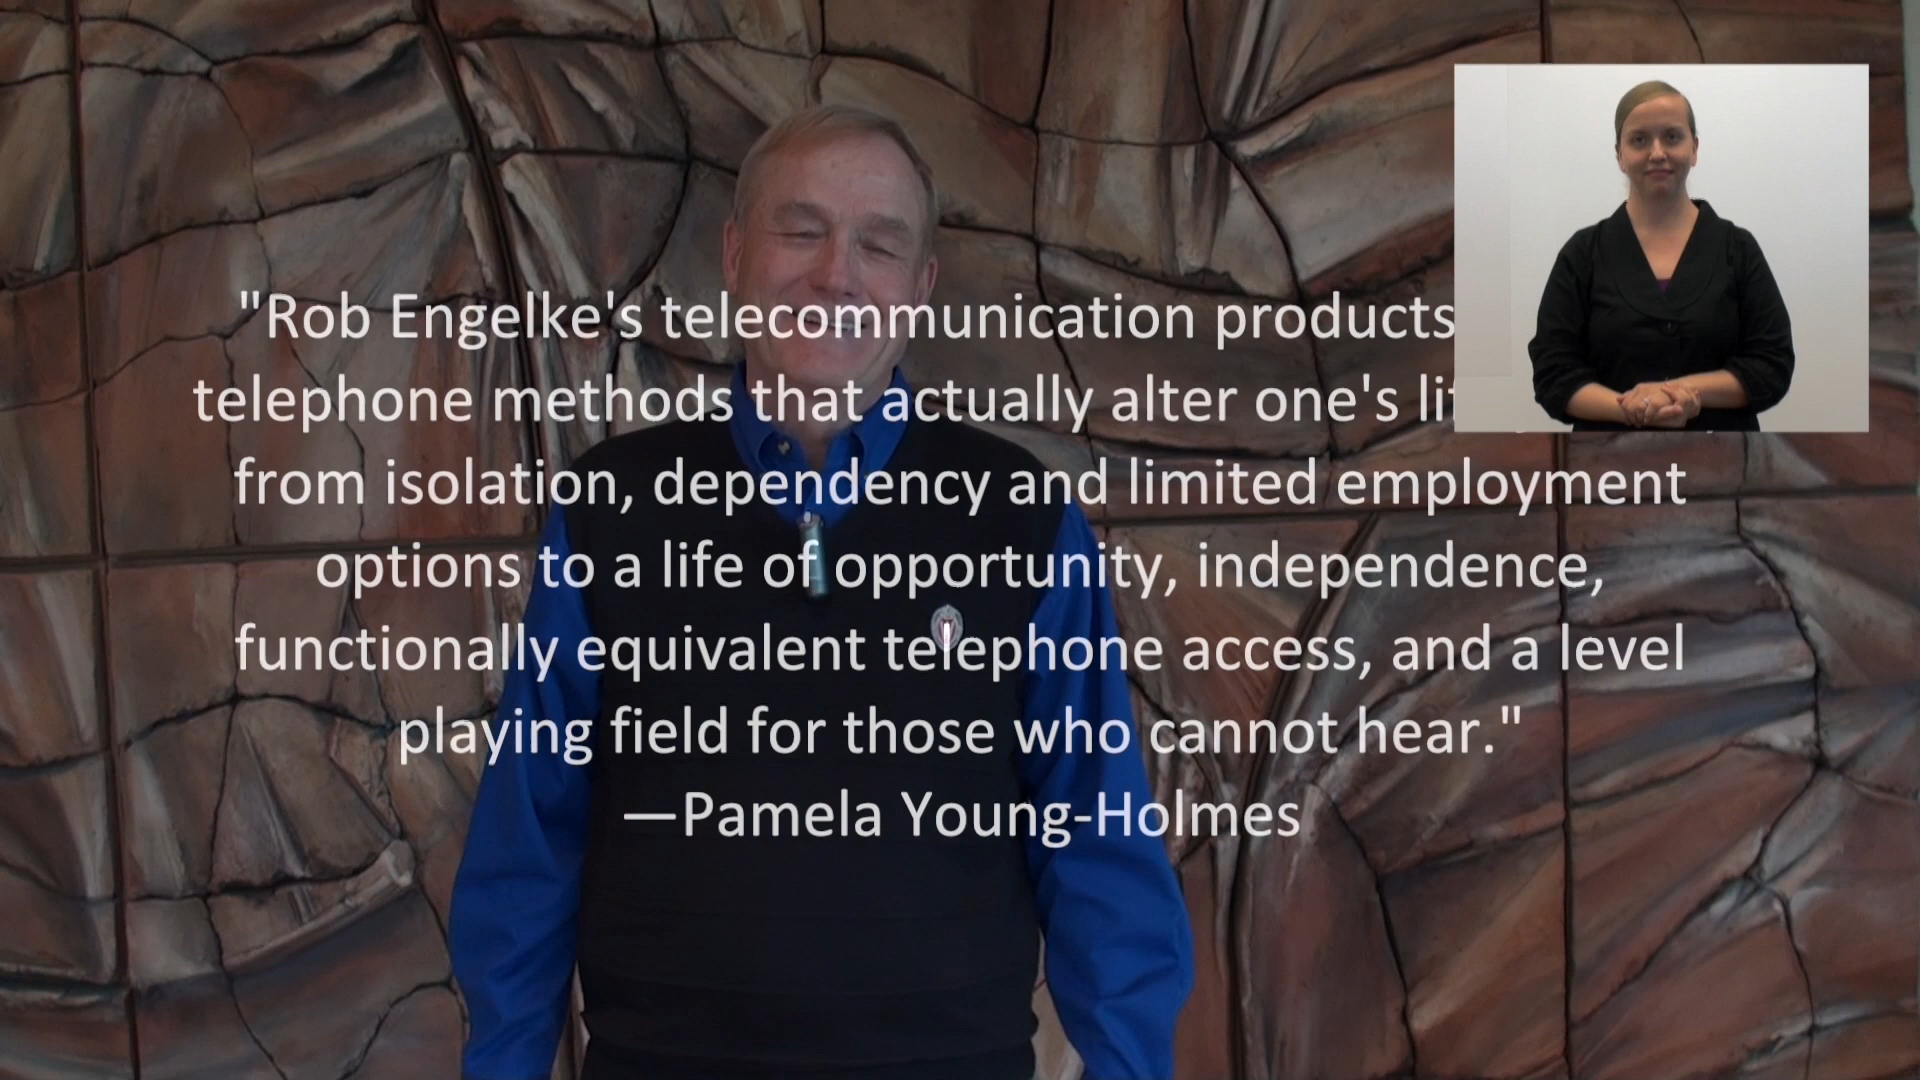 "Rob Engelke's telecommunication products
telephone methods that actually alter one's
from isolation, dependency and limited employment
options to a life of opportunity, independence,
functionally equivalent telephone access, and a level
playing field for those who cannot hear."
—Pamela Young-Holmes